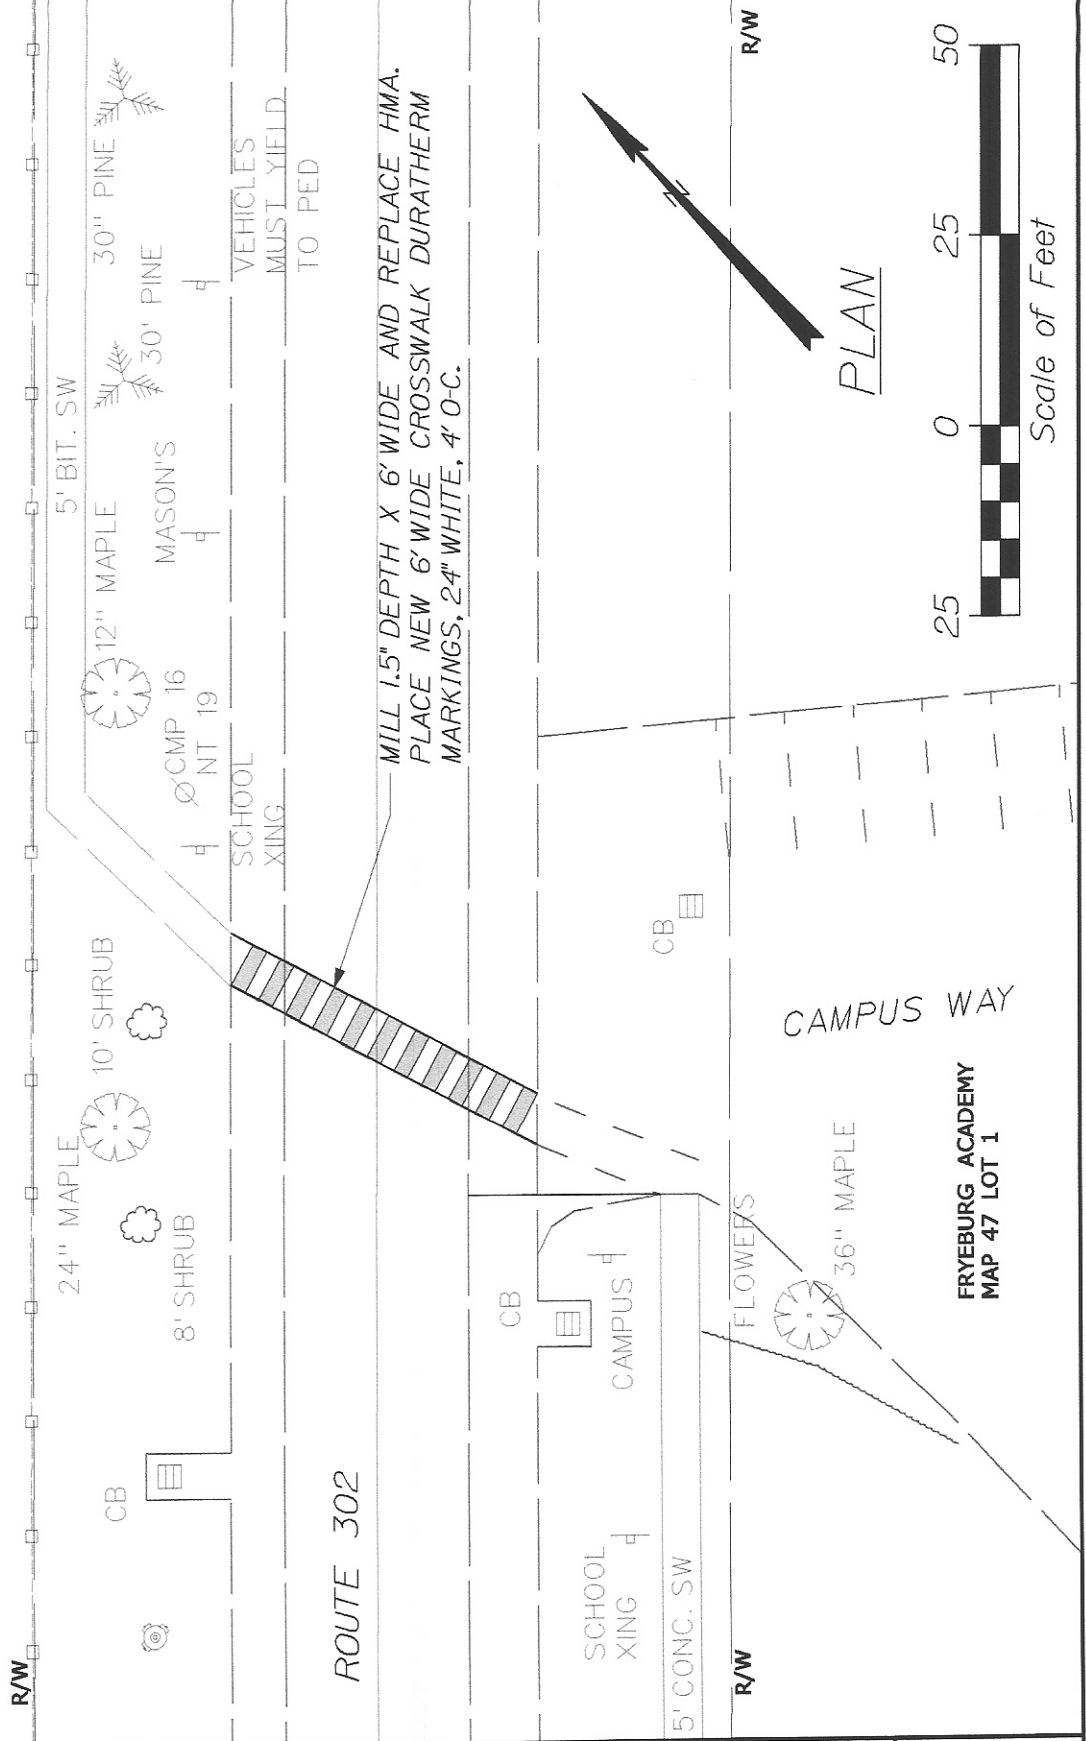 R/W
24" MAPLE
10' SHRUB
8' SHRUB
CB
5' BIT. SW
12" MAPLE
30" PINE
30' PINE
MASON'S
ØCMP 16
NT 19
SCHOOL
XING
VEHICLES
MUST YIELD
TO PED
ROUTE 302
MILL 1.5" DEPTH X 6' WIDE AND REPLACE HMA.
PLACE NEW 6' WIDE CROSSWALK DURATHERM
MARKINGS, 24" WHITE, 4' O-C.
CB
CAMPUS
SCHOOL
XING
5' CONC. SW
R/W
FLOWERS
36" MAPLE
CB
CAMPUS WAY
FRYEBURG ACADEMY
MAP 47 LOT 1
R/W
N
PLAN
25 0 25 50
Scale of Feet